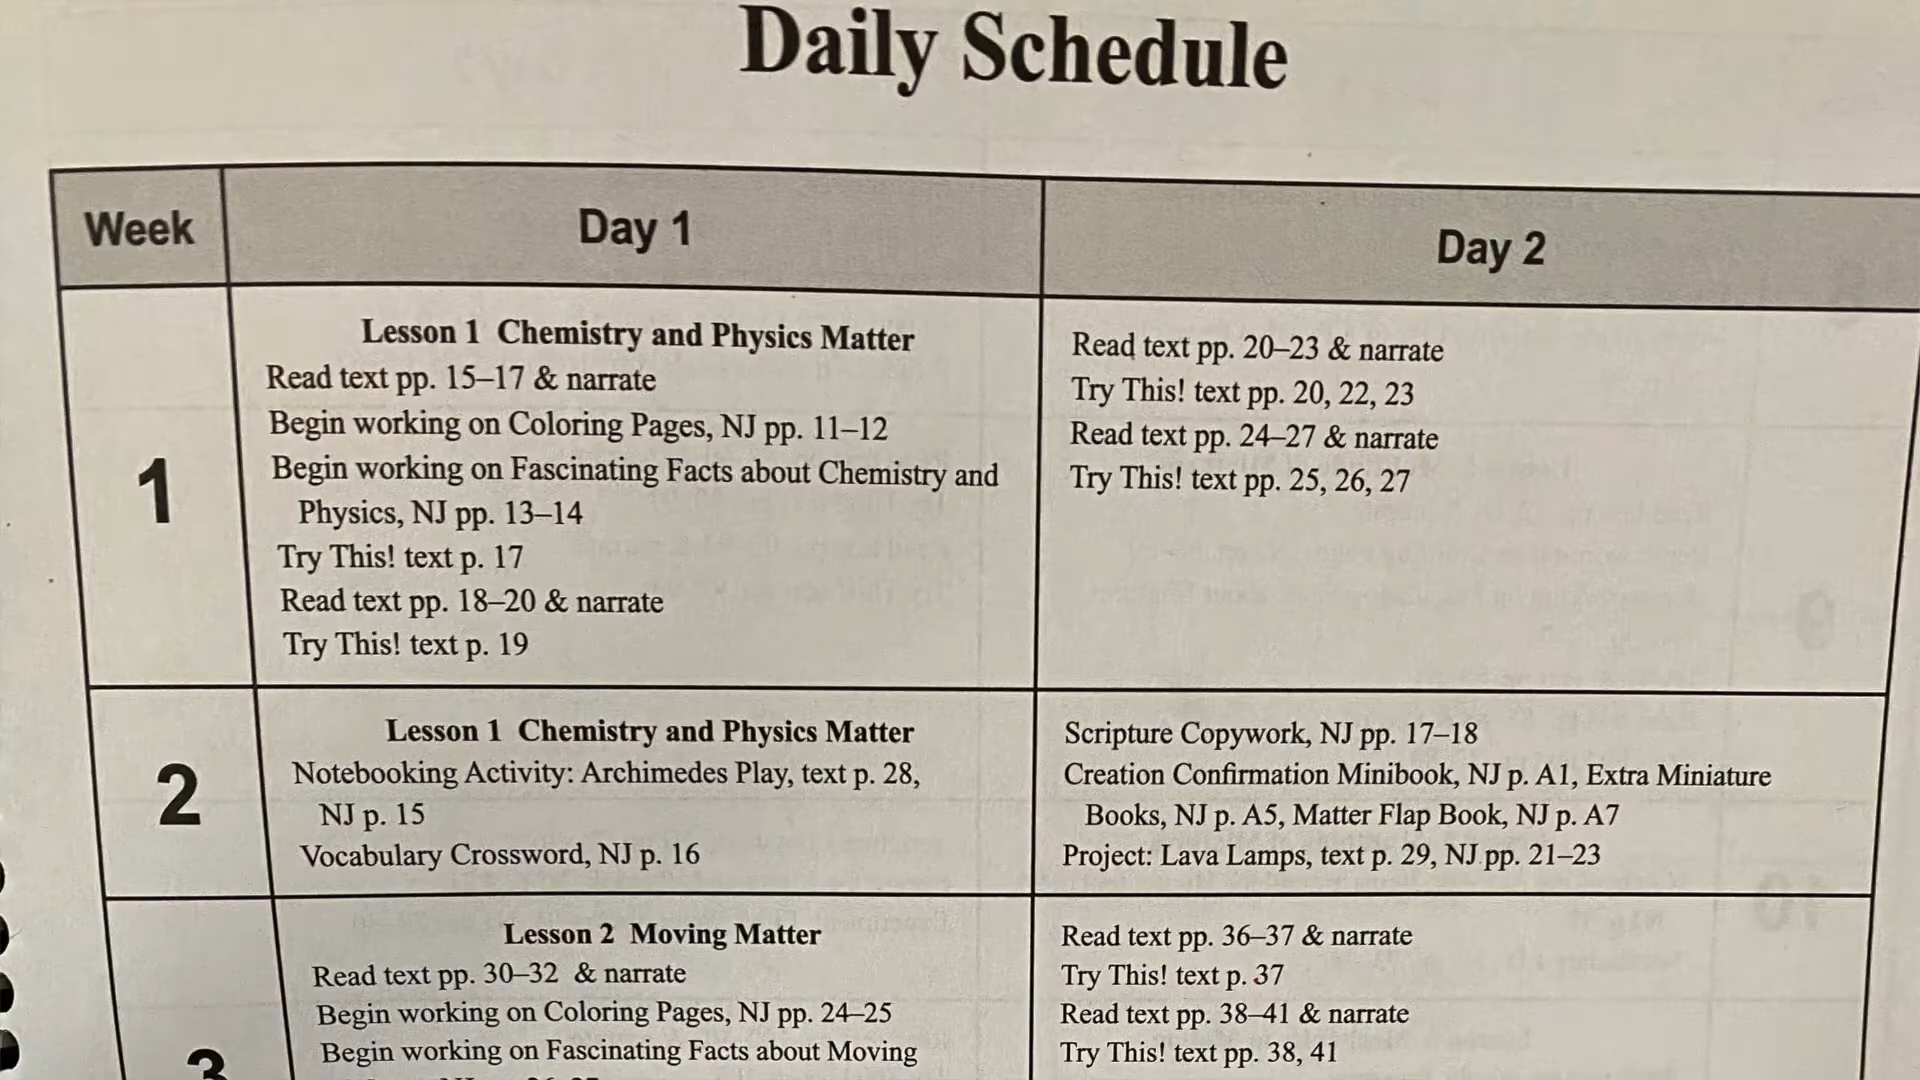 Daily Schedule
Week
Day 1
Day 2
1
Lesson 1 Chemistry and Physics Matter
Read text pp. 15–17 & narrate
Begin working on Coloring Pages, NJ pp. 11–12
Begin working on Fascinating Facts about Chemistry and
Physics, NJ pp. 13–14
Try This! text p. 17
Read text pp. 18–20 & narrate
Try This! text p. 19
Read text pp. 20–23 & narrate
Try This! text pp. 20, 22, 23
Read text pp. 24–27 & narrate
Try This! text pp. 25, 26, 27
2
Lesson 1 Chemistry and Physics Matter
Notebooking Activity: Archimedes Play, text p. 28,
NJ p. 15
Vocabulary Crossword, NJ p. 16
Scripture Copywork, NJ pp. 17–18
Creation Confirmation Minibook, NJ p. A1, Extra Miniature
Books, NJ p. A5, Matter Flap Book, NJ p. A7
Project: Lava Lamps, text p. 29, NJ pp. 21–23
3
Lesson 2 Moving Matter
Read text pp. 30–32 & narrate
Begin working on Coloring Pages, NJ pp. 24–25
Begin working on Fascinating Facts about Moving
Read text pp. 36–37 & narrate
Try This! text p. 37
Read text pp. 38–41 & narrate
Try This! text pp. 38, 41